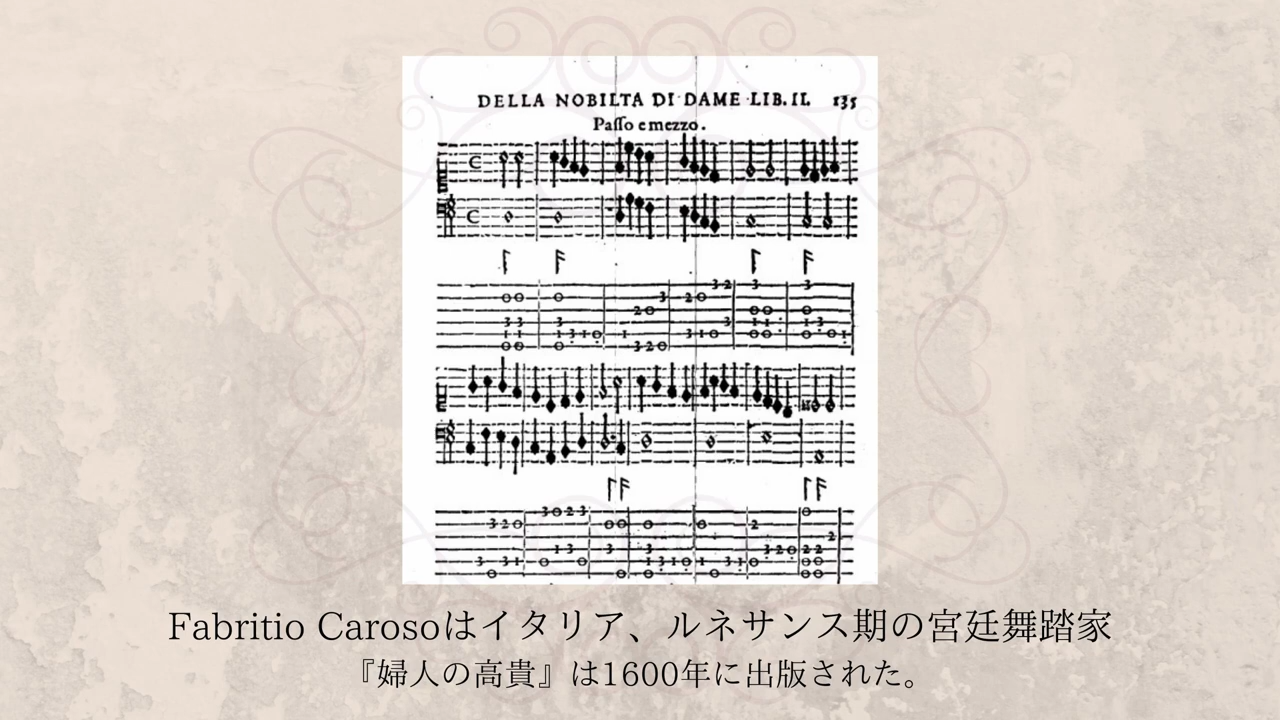 DELLA NOBILTA DI DAME LIB. II. 135
Passo e mezzo.
Fabritio Carosoはイタリア、ルネサンス期の宮廷舞踏家
『婦人の高貴』は1600年に出版された。